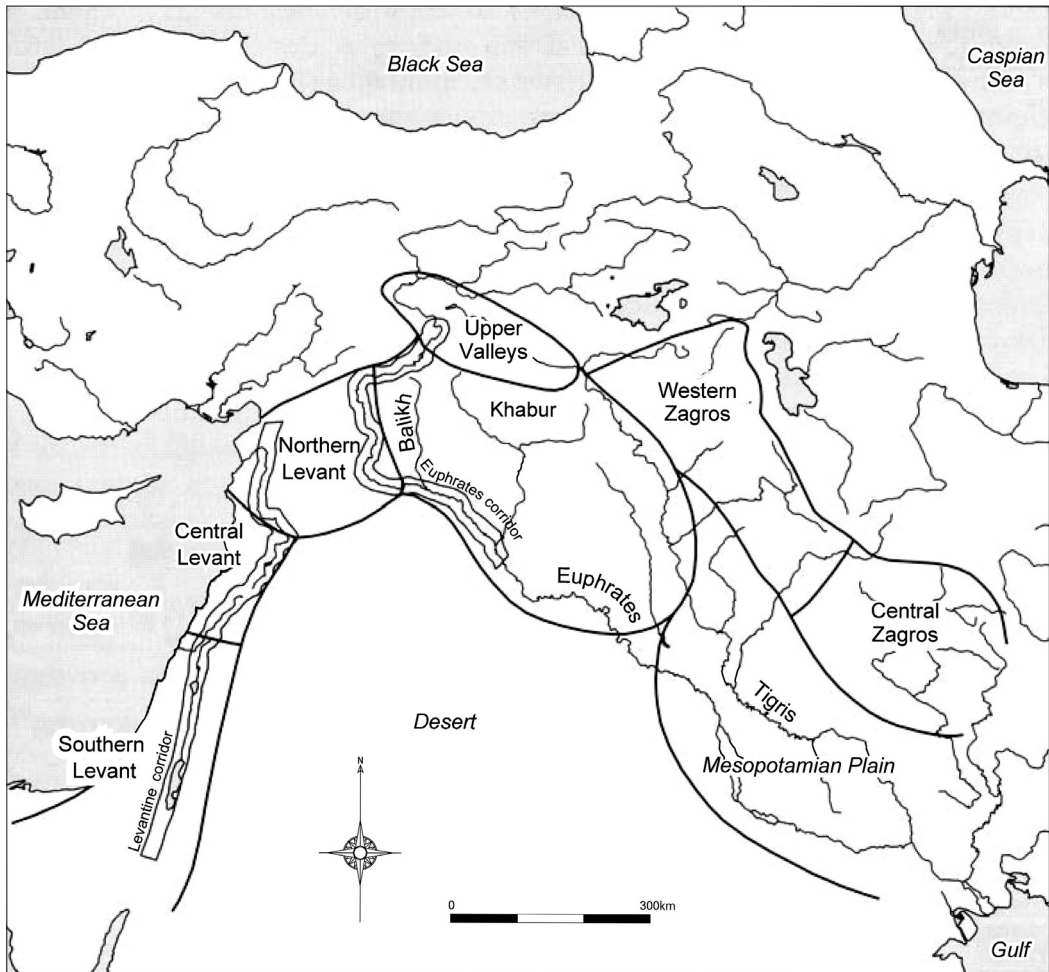 Black Sea
Caspian
Sea
Upper
Valleys
Western
Zagros
Khabur
Balikh
Northern
Levant
Euphrates corridor
Central
Levant
Euphrates
Mediterranean
Sea
Central
Zagros
Tigris
Desert
Southern
Levant
Levantine corridor
Mesopotamian Plain
N
0
300km
Gulf